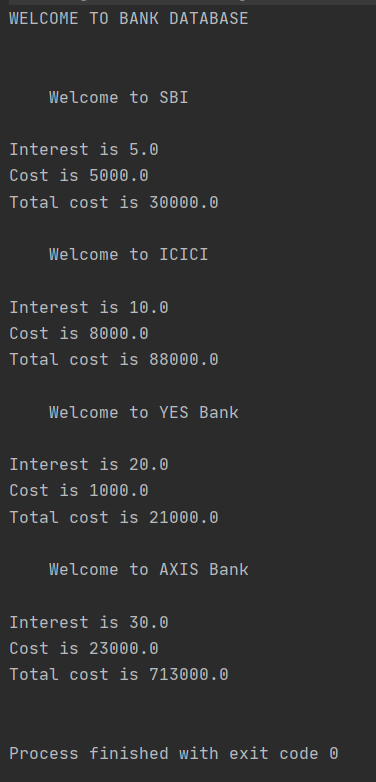 WELCOME TO BANK DATABASE
Welcome to SBI
Interest is 5.0
Cost is 5000.0
Total cost is 30000.0
Welcome to ICICI
Interest is 10.0
Cost is 8000.0
Total cost is 88000.0
Welcome to YES Bank
Interest is 20.0
Cost is 1000.0
Total cost is 21000.0
Welcome to AXIS Bank
Interest is 30.0
Cost is 23000.0
Total cost is 713000.0
Process finished with exit code 0